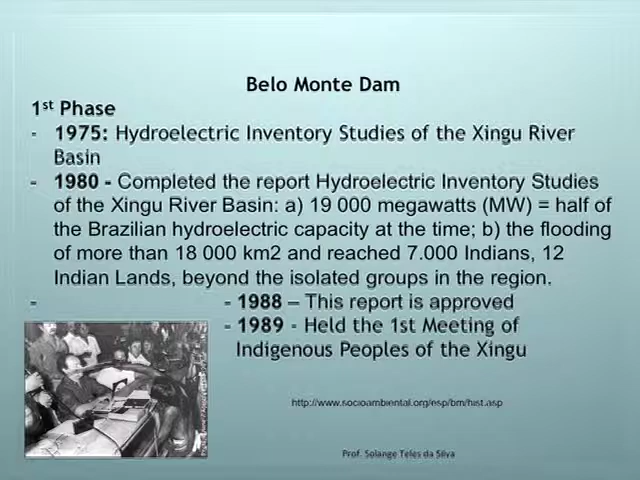 Belo Monte Dam
1st Phase
- 1975: Hydroelectric Inventory Studies of the Xingu River
Basin
- 1980 - Completed the report Hydroelectric Inventory Studies
of the Xingu River Basin: a) 19 000 megawatts (MW) = half of
the Brazilian hydroelectric capacity at the time; b) the flooding
of more than 18 000 km2 and reached 7.000 Indians, 12
Indian Lands, beyond the isolated groups in the region.
- - 1988 – This report is approved
- 1989 - Held the 1st Meeting of
Indigenous Peoples of the Xingu
http://www.socioambiental.org/esp/bm/hist.asp
Prof. Solange Teles da Silva